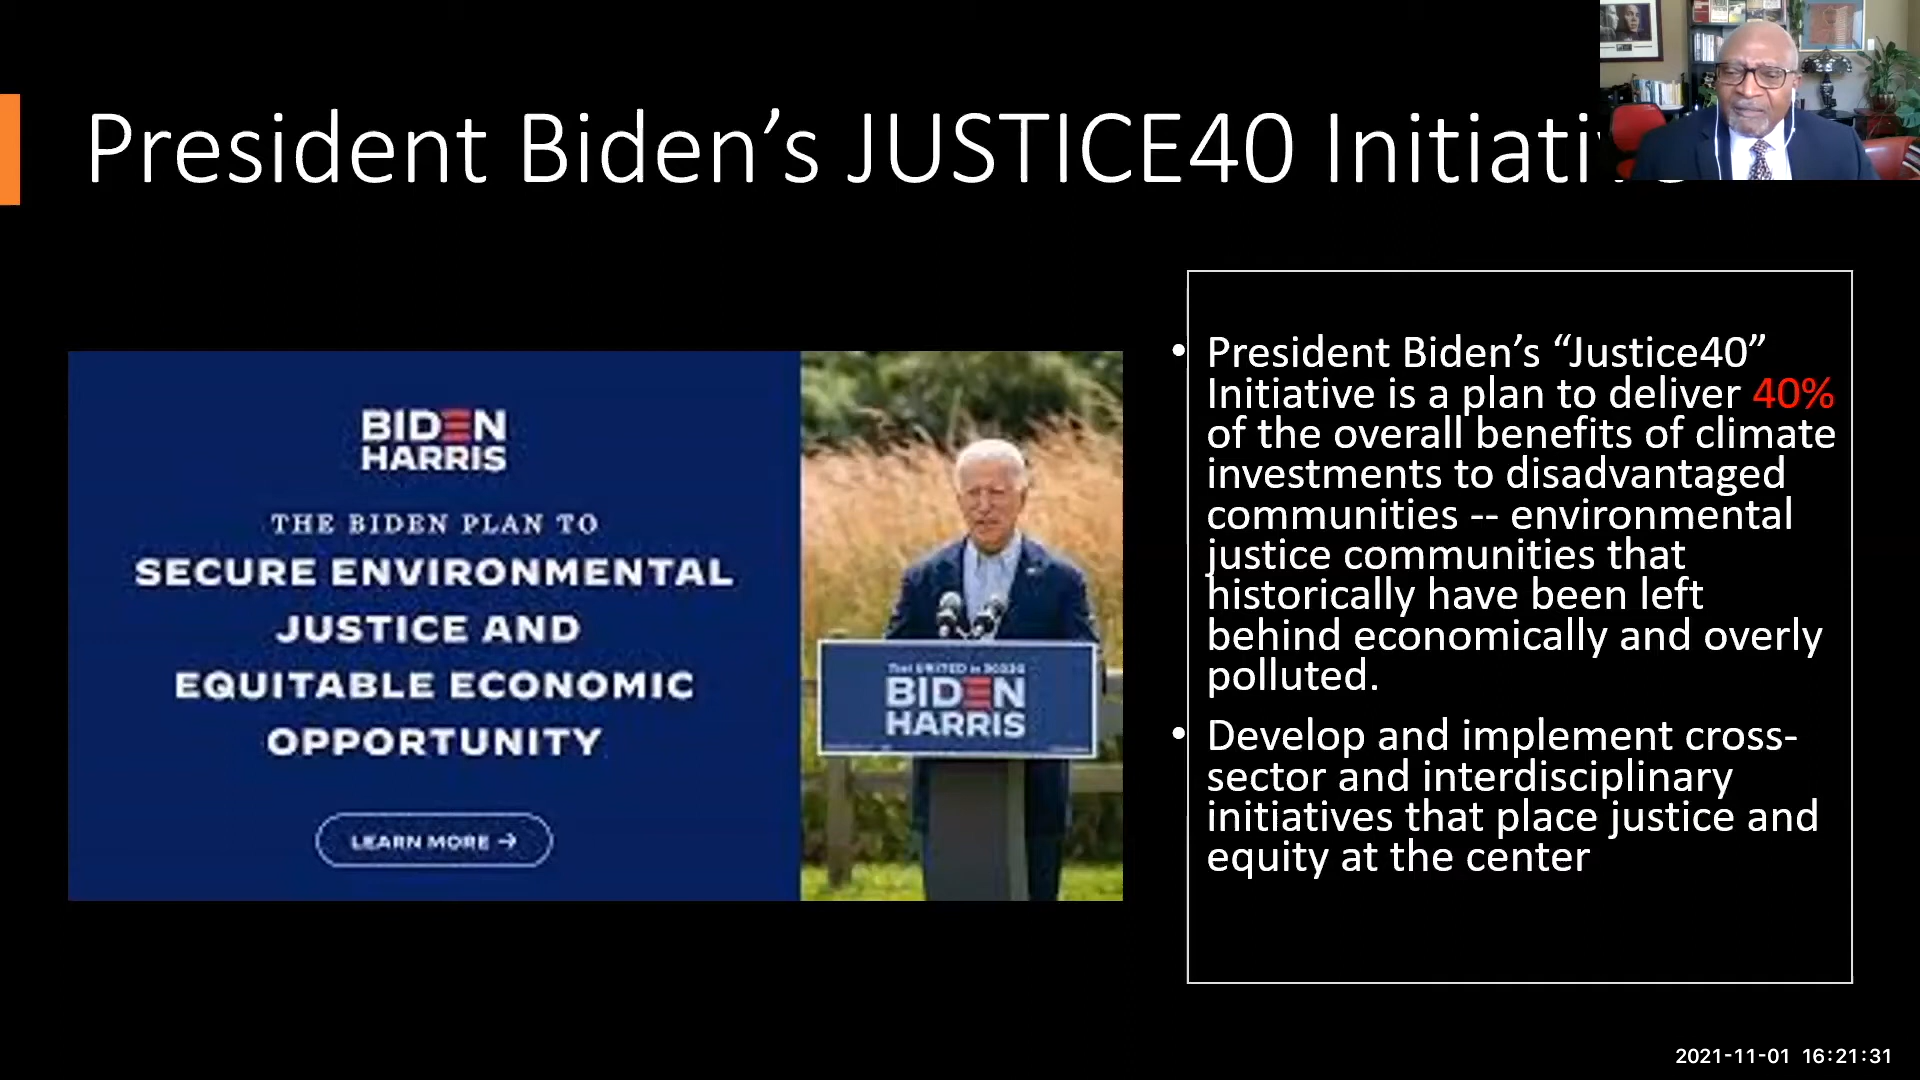 President Biden’s JUSTICE40 Initiati
BIDEN
HARRIS
THE BIDEN PLAN TO
SECURE ENVIRONMENTAL
JUSTICE AND
EQUITABLE ECONOMIC
OPPORTUNITY
LEARN MORE →
BIDEN
HARRIS
• President Biden’s “Justice40”
Initiative is a plan to deliver 40%
of the overall benefits of climate
investments to disadvantaged
communities -- environmental
justice communities that
historically have been left
behind economically and overly
polluted.
• Develop and implement cross-
sector and interdisciplinary
initiatives that place justice and
equity at the center
2021-11-01 16:21:31